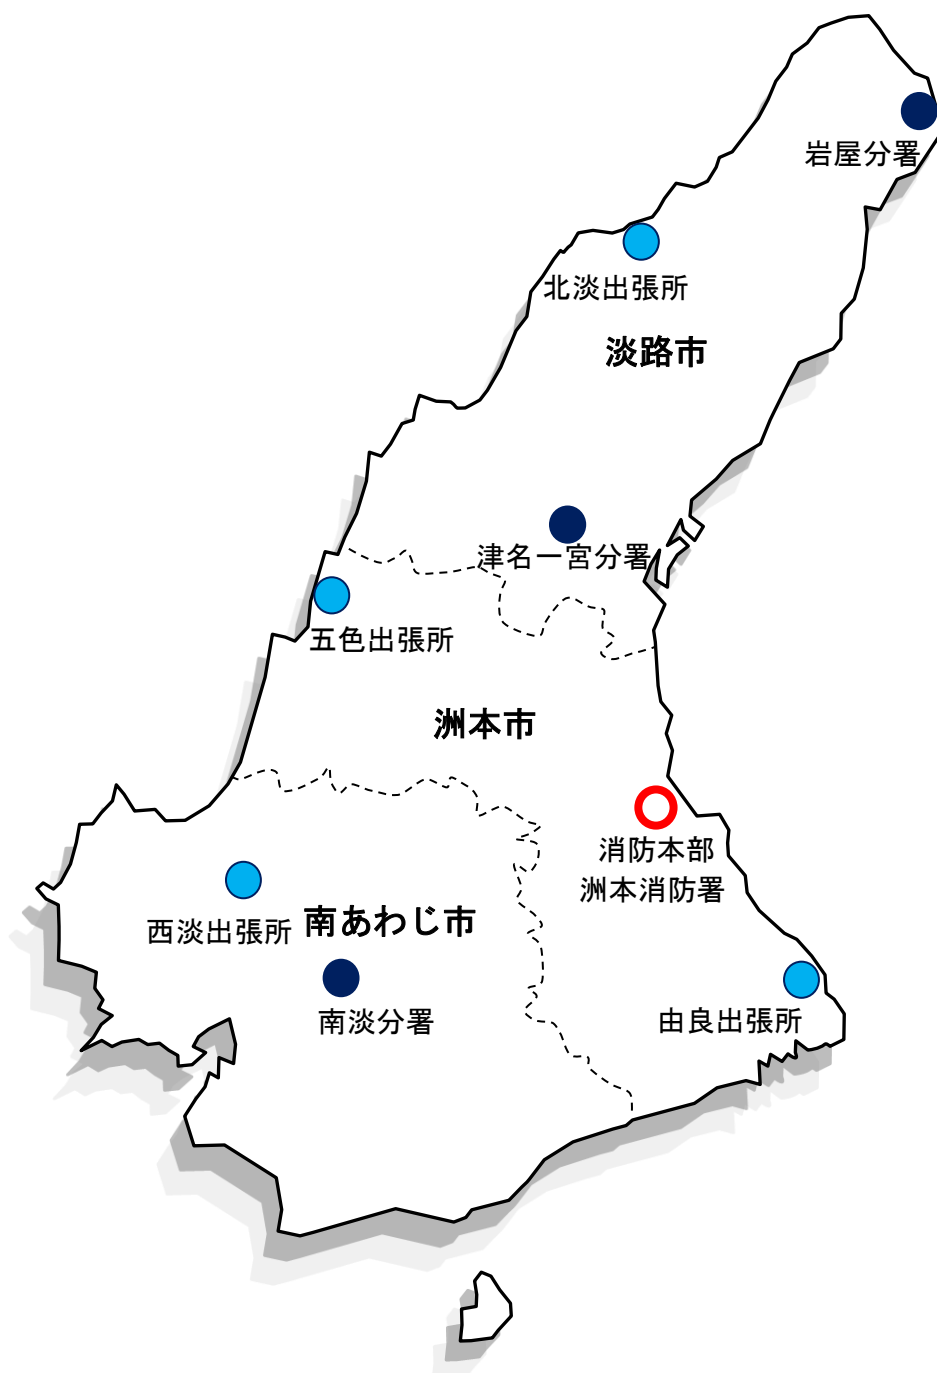 岩屋分署
北淡出張所
淡路市
津名一宮分署
五色出張所
洲本市
消防本部
洲本消防署
西淡出張所
南あわじ市
南淡分署
由良出張所